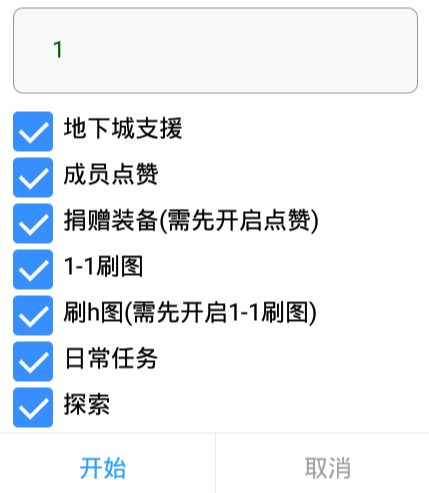 1
地下城支援
成员点赞
捐赠装备(需先开启点赞)
1-1刷图
刷h图(需先开启1-1刷图)
日常任务
探索
开始 取消